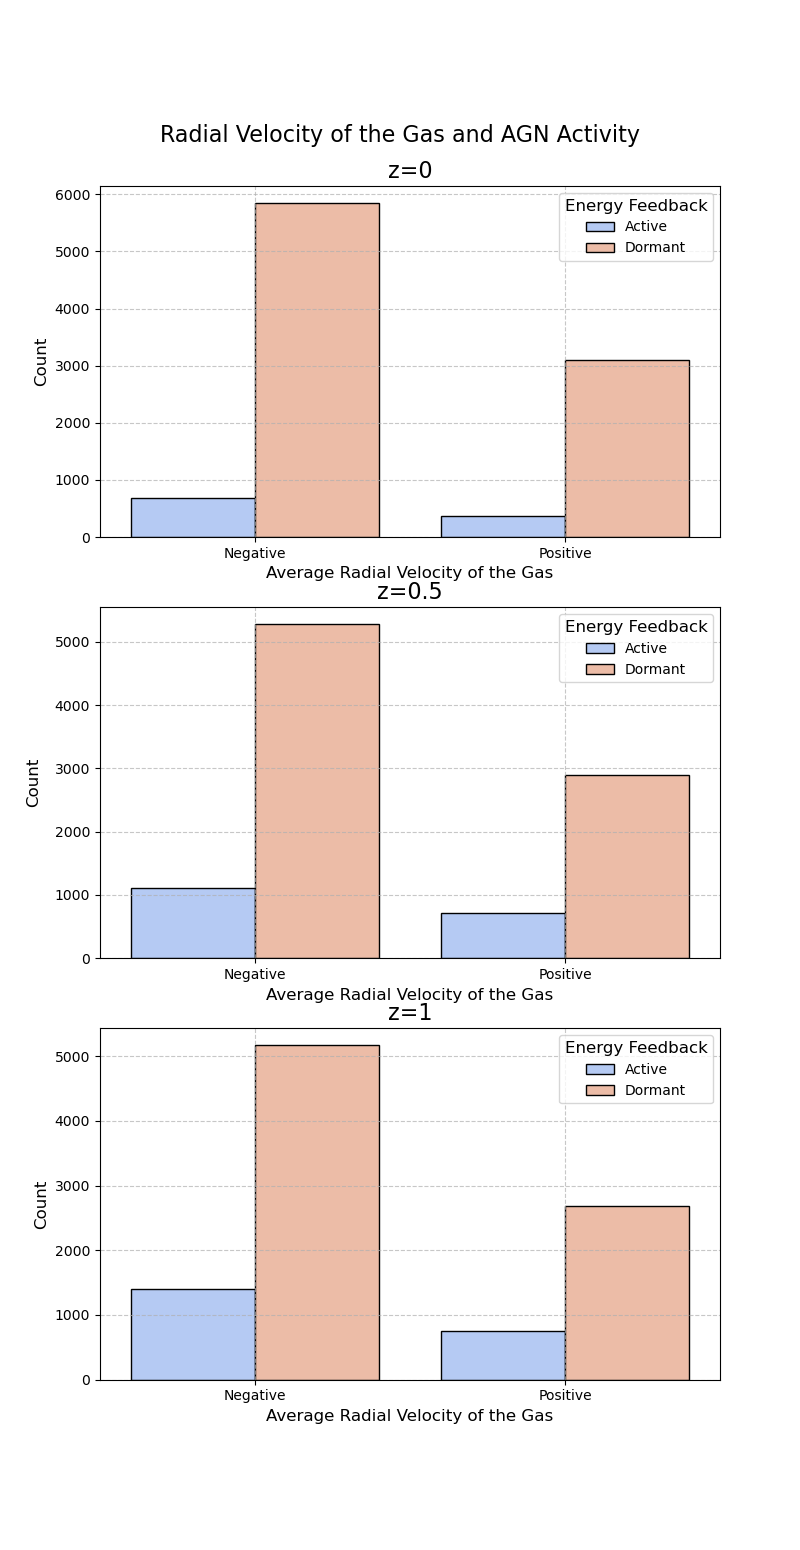 Radial Velocity of the Gas and AGN Activity
z=0
6000
5000
4000
3000
2000
1000
0
Count
Energy Feedback
Active
Dormant
Negative
Positive
Average Radial Velocity of the Gas
z=0.5
5000
4000
3000
2000
1000
0
Count
Energy Feedback
Active
Dormant
Negative
Positive
Average Radial Velocity of the Gas
z=1
5000
4000
3000
2000
1000
0
Count
Energy Feedback
Active
Dormant
Negative
Positive
Average Radial Velocity of the Gas